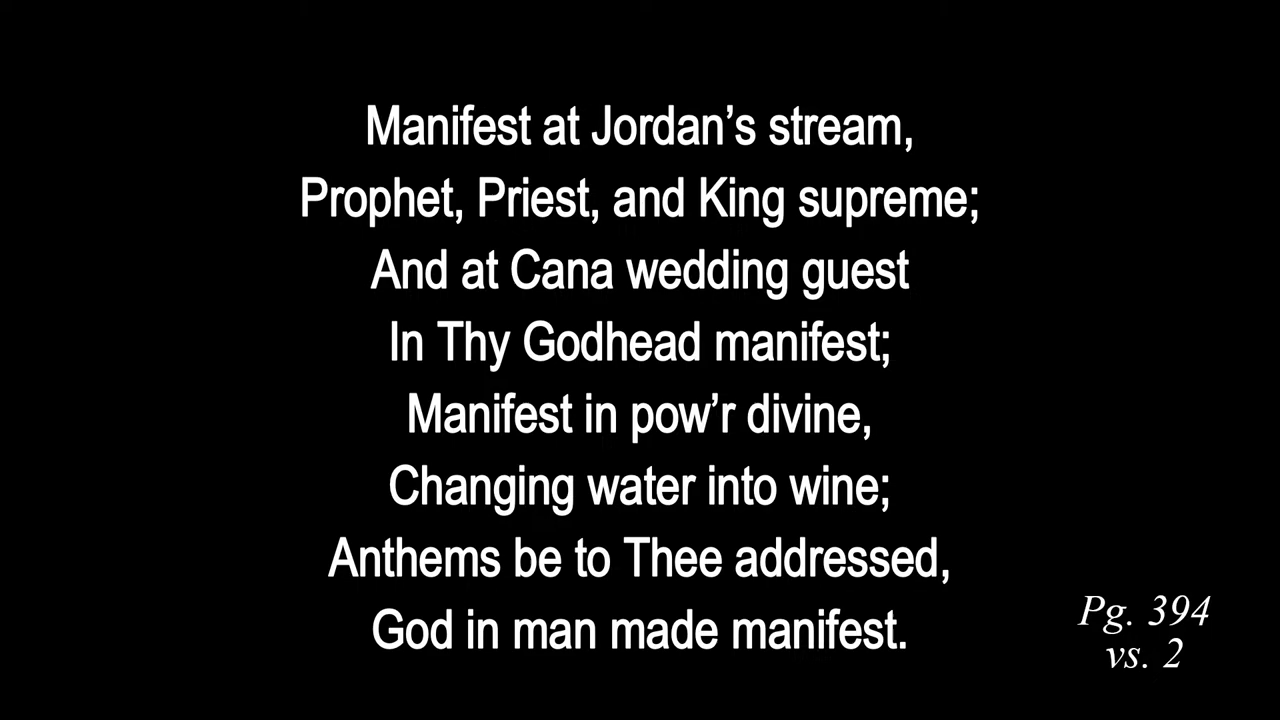 Manifest at Jordan’s stream,
Prophet, Priest, and King supreme;
And at Cana wedding guest
In Thy Godhead manifest;
Manifest in pow’r divine,
Changing water into wine;
Anthems be to Thee addressed,
God in man made manifest.
Pg. 394
vs. 2